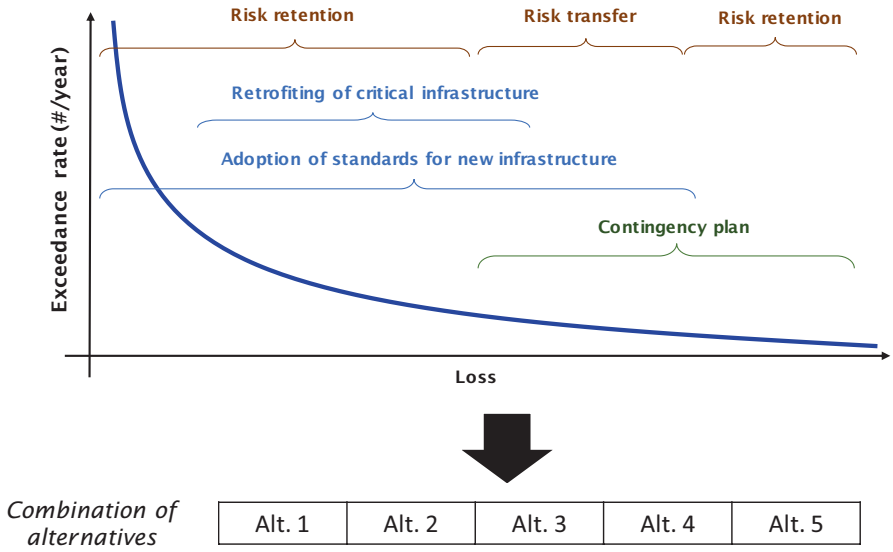 Risk retention
Risk transfer
Risk retention
Retrofiting of critical infrastructure
Adoption of standards for new infrastructure
Contingency plan
Exceedance rate (#/year)
Loss
Combination of
alternatives
Alt. 1
Alt. 2
Alt. 3
Alt. 4
Alt. 5